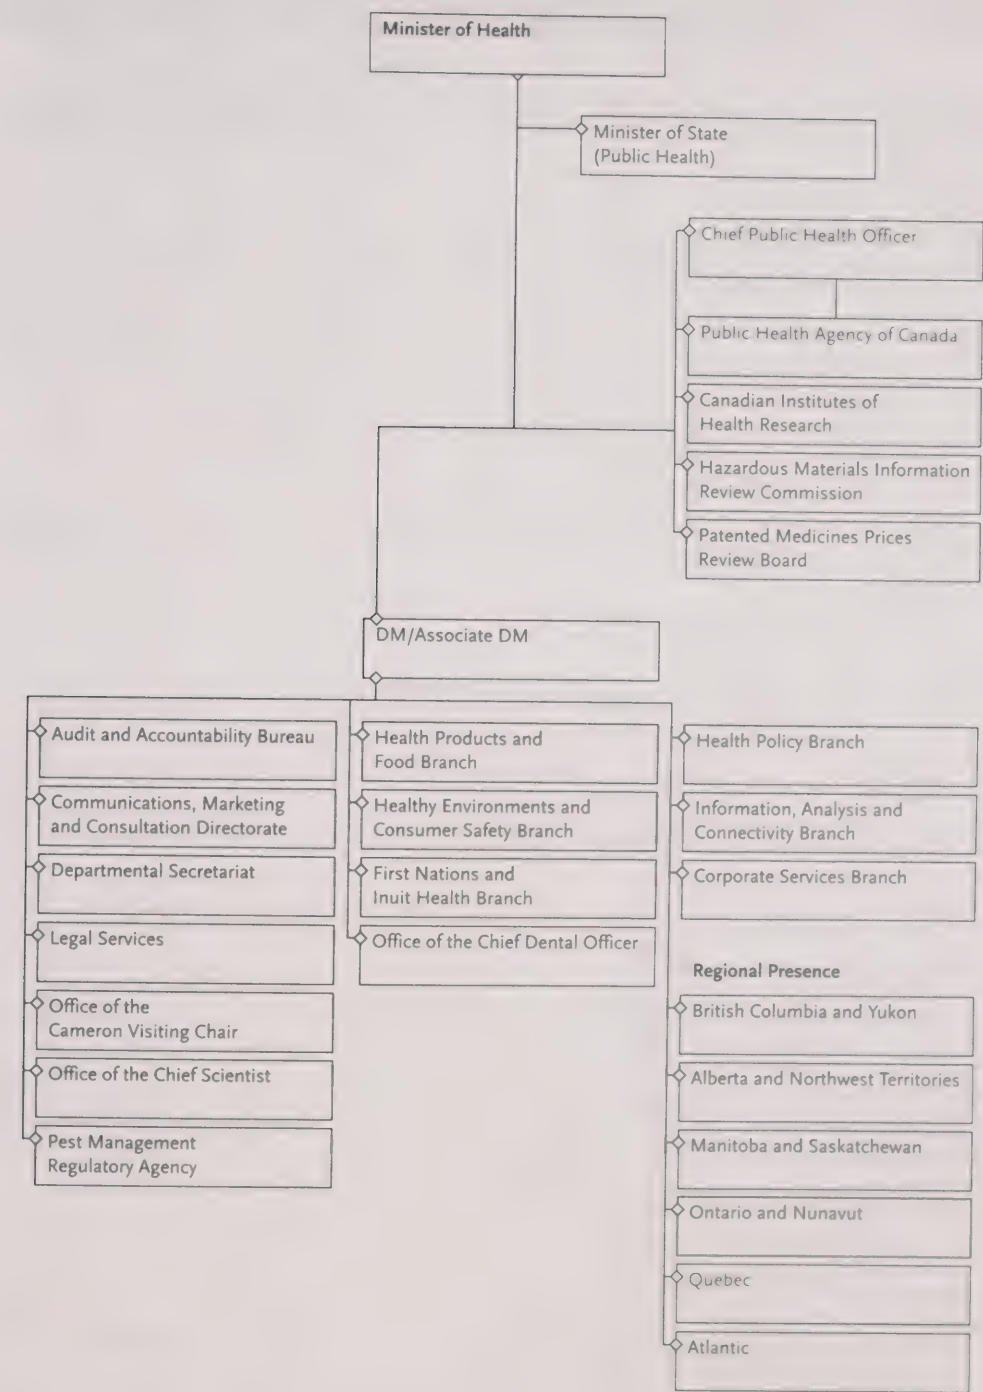 Minister of Health
Minister of State
(Public Health)
Chief Public Health Officer
Public Health Agency of Canada
Canadian Institutes of
Health Research
Hazardous Materials Information
Review Commission
Patented Medicines Prices
Review Board
DM/Associate DM
Audit and Accountability Bureau
Communications, Marketing
and Consultation Directorate
Departmental Secretariat
Legal Services
Office of the
Cameron Visiting Chair
Office of the Chief Scientist
Pest Management
Regulatory Agency
Health Products and
Food Branch
Healthy Environments and
Consumer Safety Branch
First Nations and
Inuit Health Branch
Office of the Chief Dental Officer
Health Policy Branch
Information, Analysis and
Connectivity Branch
Corporate Services Branch
Regional Presence
British Columbia and Yukon
Alberta and Northwest Territories
Manitoba and Saskatchewan
Ontario and Nunavut
Quebec
Atlantic